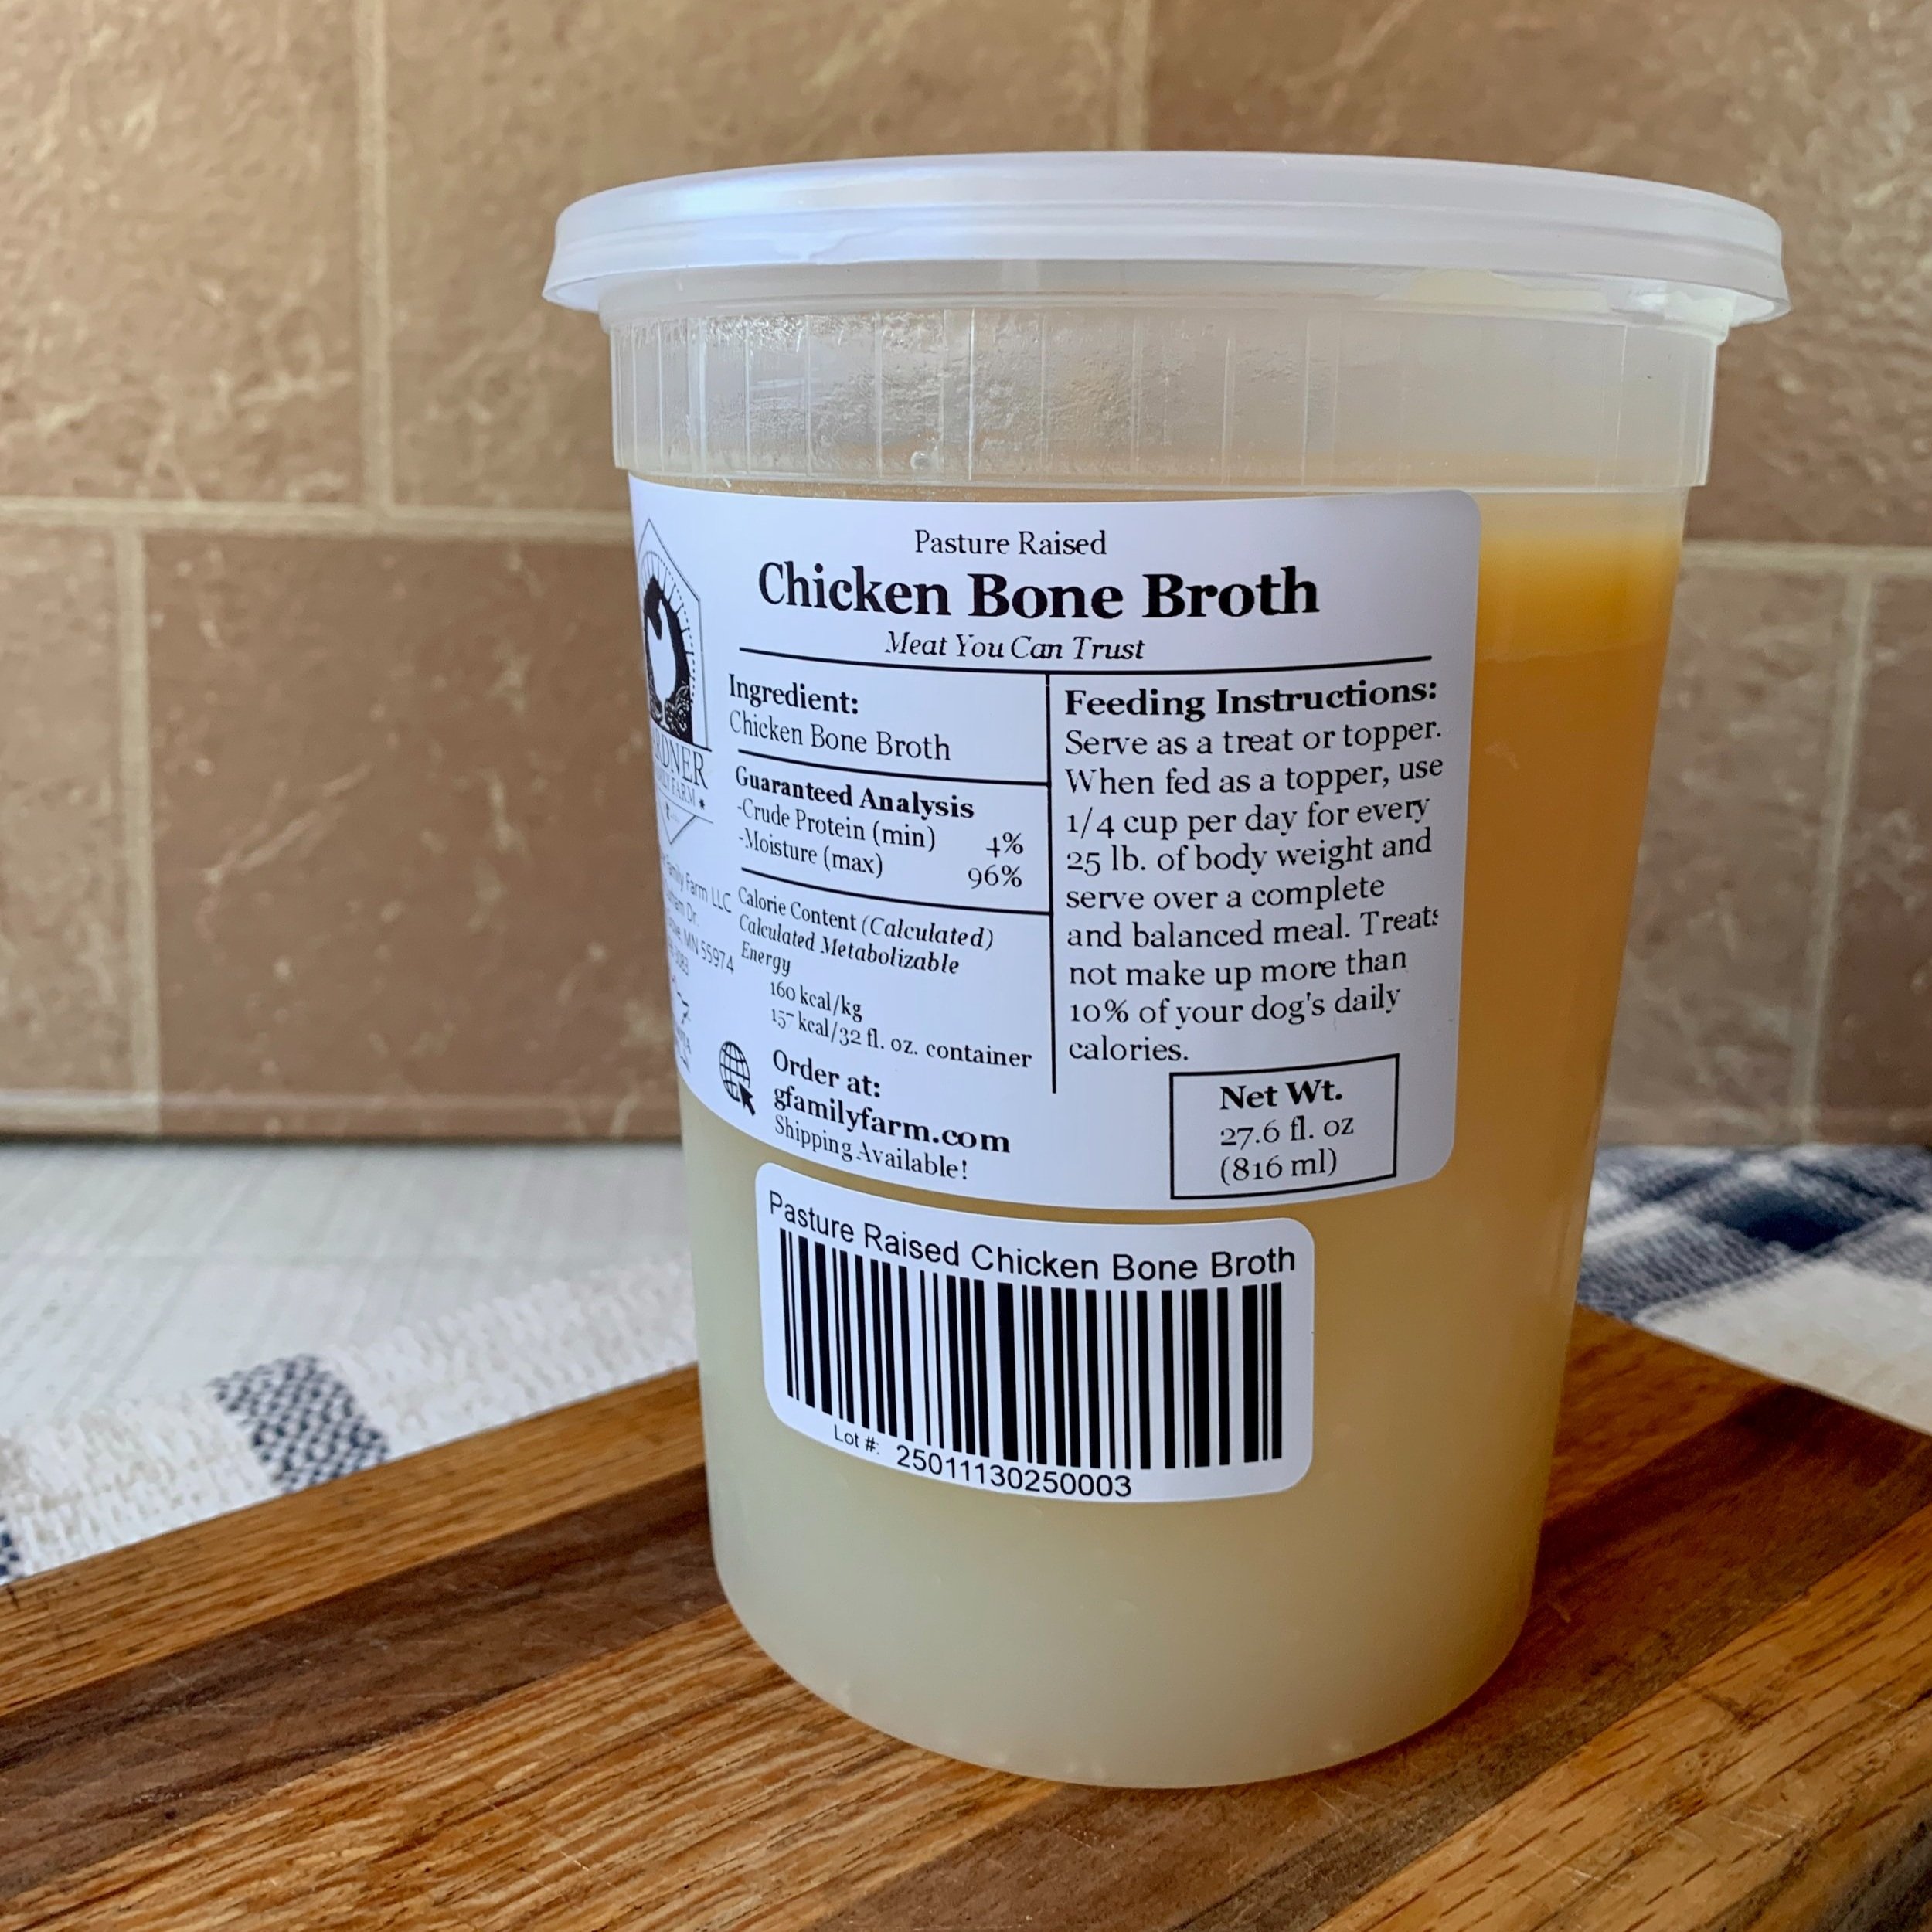 Pasture Raised
Chicken Bone Broth
Meat You Can Trust
Ingredient:
Chicken Bone Broth
Guaranteed Analysis
-Crude Protein (min) 4%
-Moisture (max) 96%
Calorie Content (Calculated)
Calculated Metabolizable
Energy
160 kcal/kg
157 kcal/32 fl. oz. container
Order at:
gfamilyfarm.com
Shipping Available!
Feeding Instructions:
Serve as a treat or topper.
When fed as a topper, use
1/4 cup per day for every
25 lb. of body weight and
serve over a complete
and balanced meal. Treats
not make up more than
10% of your dog's daily
calories.
Net Wt.
27.6 fl. oz
(816 ml)
FARM
Family Farm LLC
Dr.
MN 55974
Pasture Raised Chicken Bone Broth
Lot #: 25011130250003